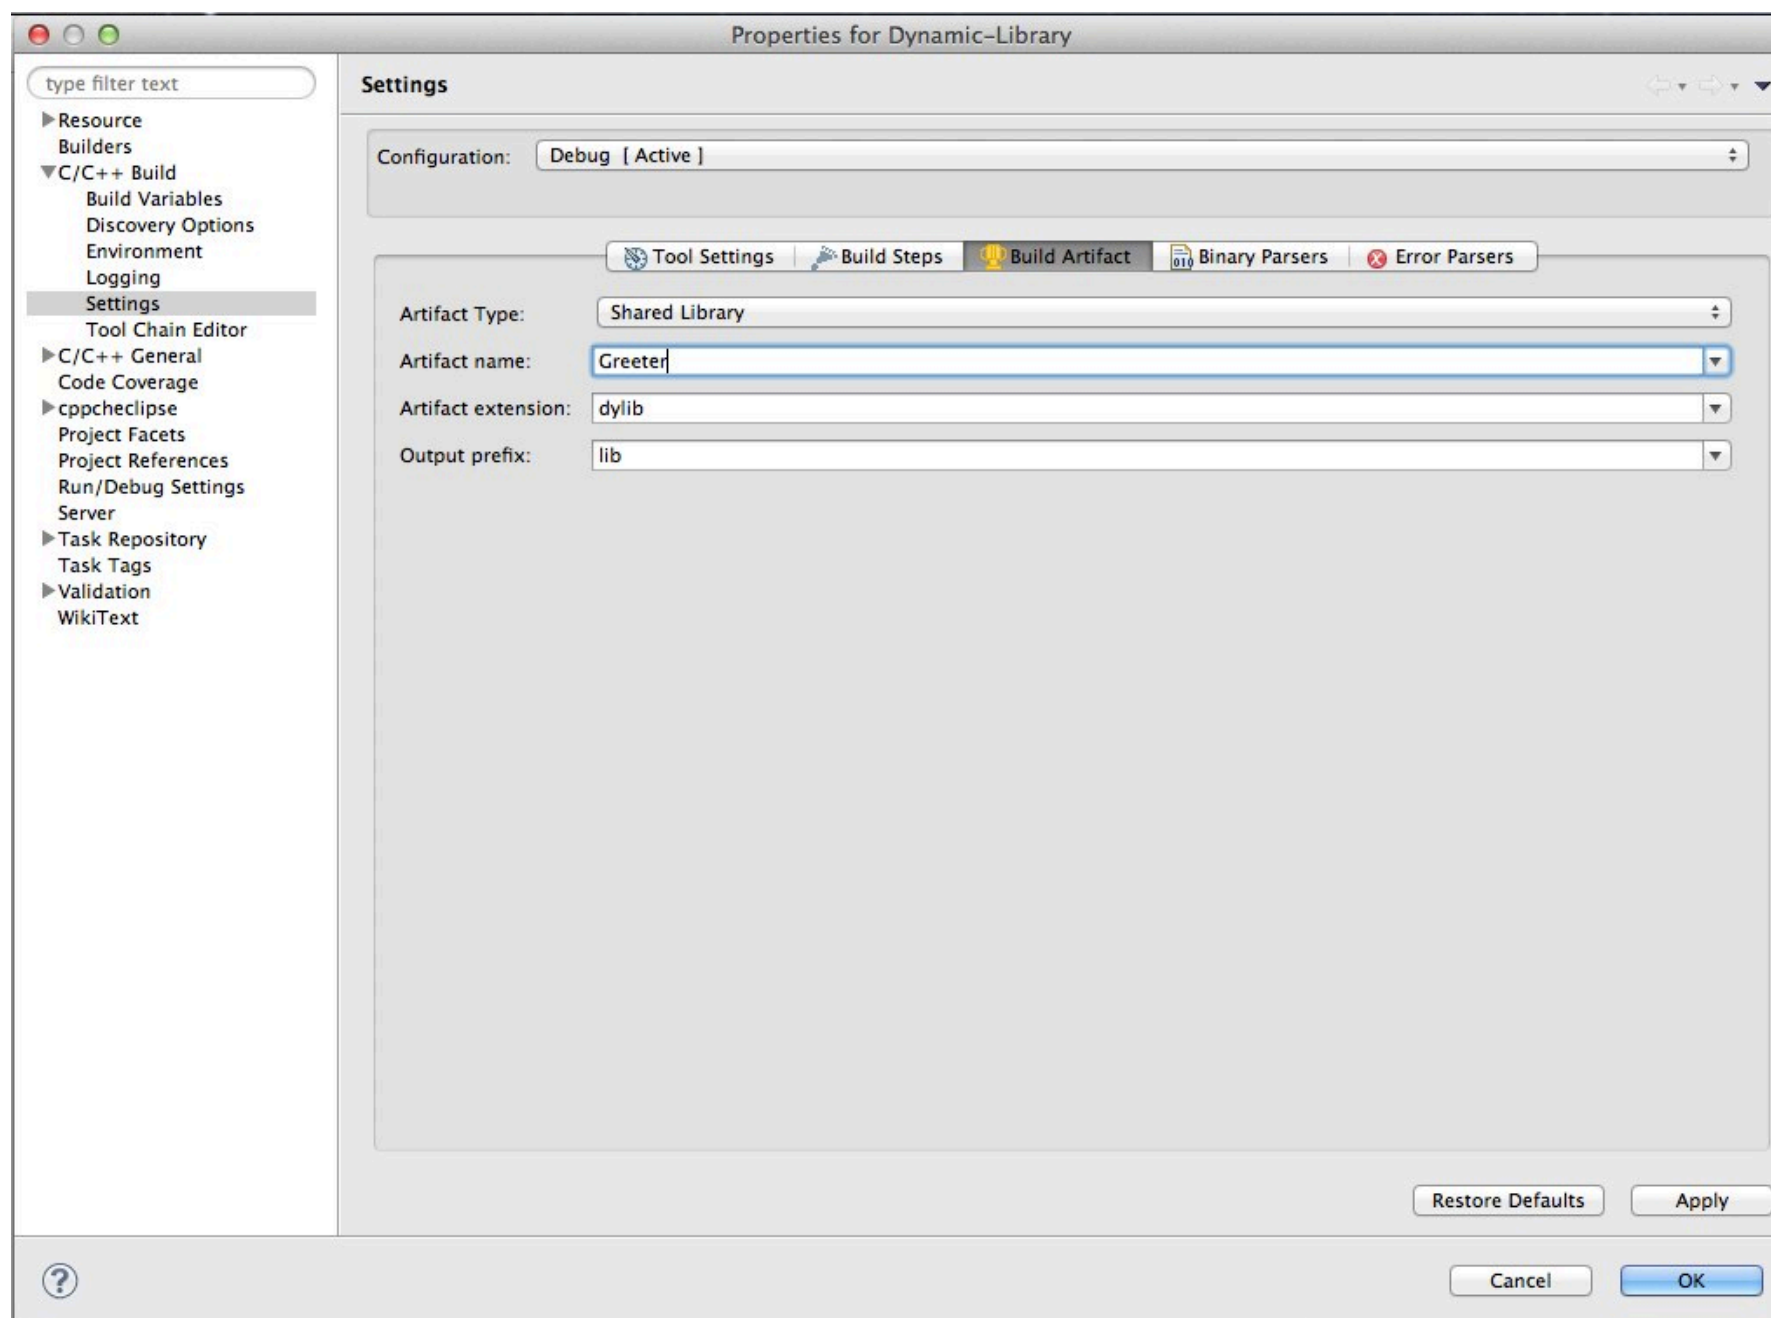 Properties for Dynamic-Library
type filter text
Resource
Builders
C/C++ Build
Build Variables
Discovery Options
Environment
Logging
Settings
Tool Chain Editor
C/C++ General
Code Coverage
cppcheclipse
Project Facets
Project References
Run/Debug Settings
Server
Task Repository
Task Tags
Validation
WikiText
Settings
Configuration: Debug [ Active ]
Tool Settings Build Steps Build Artifact 010 Binary Parsers Error Parsers
Artifact Type: Shared Library
Artifact name: Greeter
Artifact extension: dylib
Output prefix: lib
Restore Defaults Apply
? Cancel OK